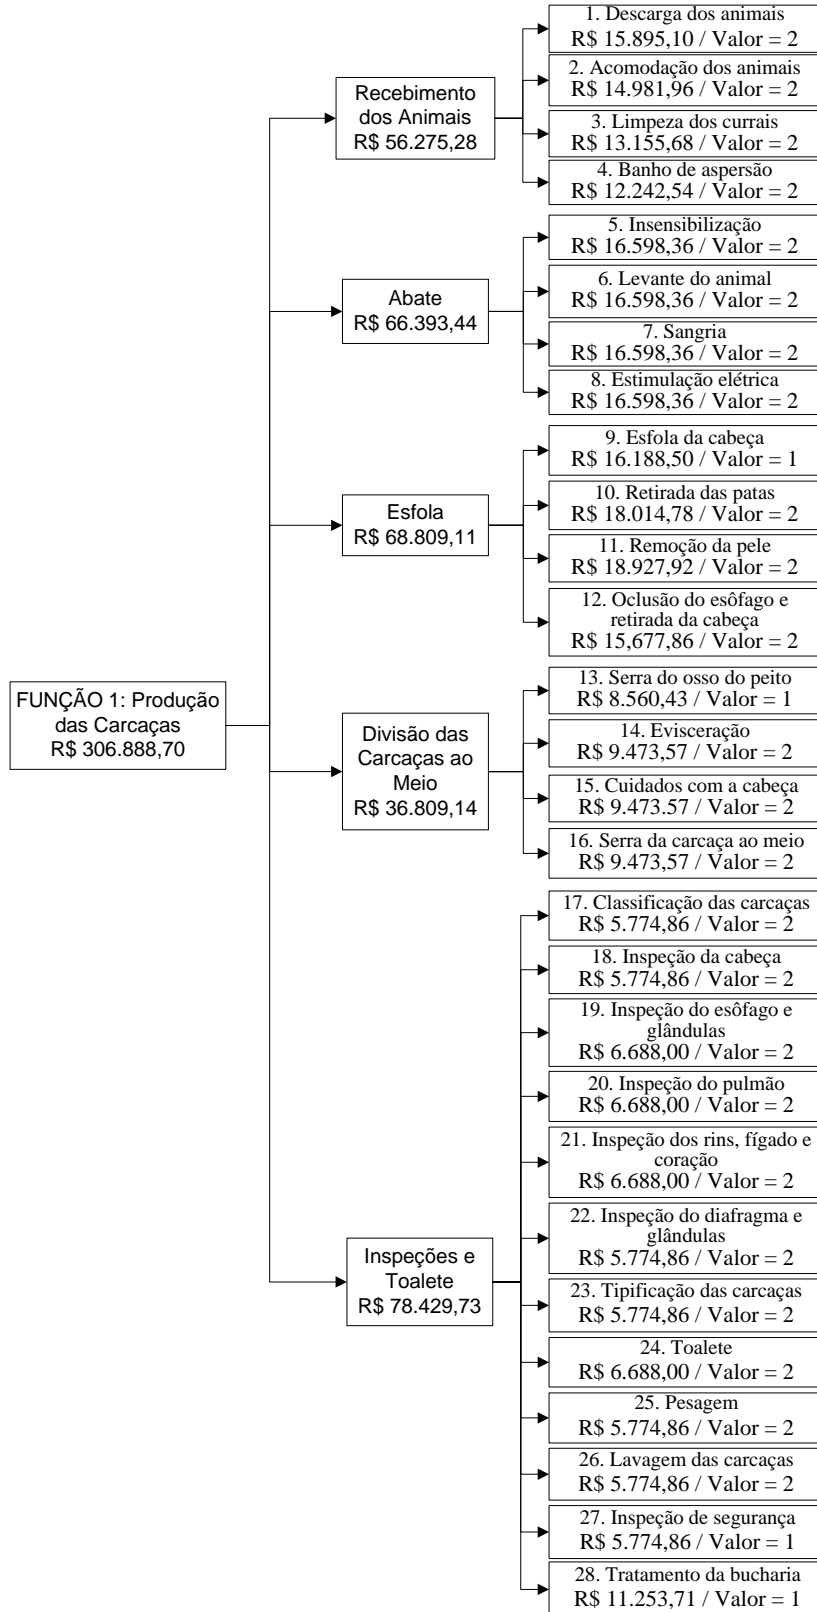 FUNÇÃO 1: Produção
das Carcaças
R$ 306.888,70
Recebimento
dos Animais
R$ 56.275,28
1. Descarga dos animais
R$ 15.895,10 / Valor = 2
2. Acomodação dos animais
R$ 14.981,96 / Valor = 2
3. Limpeza dos currais
R$ 13.155,68 / Valor = 2
4. Banho de aspersão
R$ 12.242,54 / Valor = 2
Abate
R$ 66.393,44
5. Insensibilização
R$ 16.598,36 / Valor = 2
6. Levante do animal
R$ 16.598,36 / Valor = 2
7. Sangria
R$ 16.598,36 / Valor = 2
8. Estimulação elétrica
R$ 16.598,36 / Valor = 2
Esfola
R$ 68.809,11
9. Esfola da cabeça
R$ 16.188,50 / Valor = 1
10. Retirada das patas
R$ 18.014,78 / Valor = 2
11. Remoção da pele
R$ 18.927,92 / Valor = 2
12. Oclusão do esôfago e
retirada da cabeça
R$ 15,677,86 / Valor = 2
Divisão das
Carcaças ao
Meio
R$ 36.809,14
13. Serra do osso do peito
R$ 8.560,43 / Valor = 1
14. Evisceração
R$ 9.473,57 / Valor = 2
15. Cuidados com a cabeça
R$ 9.473.57 / Valor = 2
16. Serra da carcaça ao meio
R$ 9.473,57 / Valor = 2
Inspeções e
Toalete
R$ 78.429,73
17. Classificação das carcaças
R$ 5.774,86 / Valor = 2
18. Inspeção da cabeça
R$ 5.774,86 / Valor = 2
19. Inspeção do esôfago e
glândulas
R$ 6.688,00 / Valor = 2
20. Inspeção do pulmão
R$ 6.688,00 / Valor = 2
21. Inspeção dos rins, fígado e
coração
R$ 6.688,00 / Valor = 2
22. Inspeção do diafragma e
glândulas
R$ 5.774,86 / Valor = 2
23. Tipificação das carcaças
R$ 5.774,86 / Valor = 2
24. Toalete
R$ 6.688,00 / Valor = 2
25. Pesagem
R$ 5.774,86 / Valor = 2
26. Lavagem das carcaças
R$ 5.774,86 / Valor = 2
27. Inspeção de segurança
R$ 5.774,86 / Valor = 1
28. Tratamento da bucharia
R$ 11.253,71 / Valor = 1